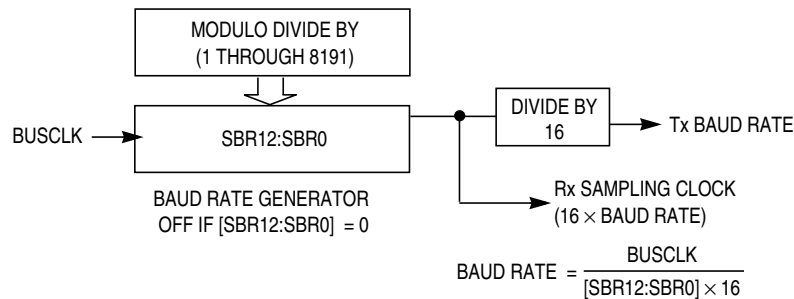 MODULO DIVIDE BY
(1 THROUGH 8191)
BUSCLK
SBR12:SBR0
DIVIDE BY
16
Tx BAUD RATE
BAUD RATE GENERATOR
OFF IF [SBR12:SBR0] = 0
Rx SAMPLING CLOCK
(16 × BAUD RATE)
BAUD RATE =
BUSCLK
[SBR12:SBR0] × 16